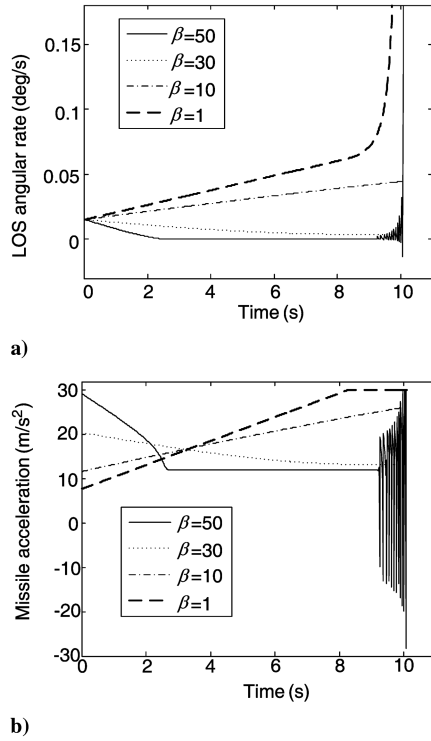 0.15
0.1
0.05
0
LOS angular rate (deg/s)
β=50
β=30
β=10
β=1
0 2 4 6 8 10
Time (s)
a)
30
20
10
0
-10
-20
-30
Missile acceleration (m/s²)
β=50
β=30
β=10
β=1
0 2 4 6 8 10
Time (s)
b)